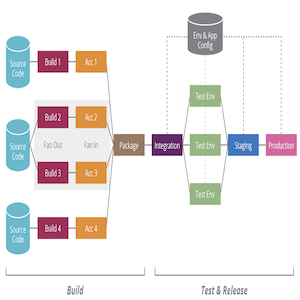 Env & App
Config
Source
Code
Build 1
Acc 1
Test Env
Build 2
Acc 2
Source
Code
Fan Out
Fan In
Package
Integration
Test Env
Staging
Production
Build 3
Acc 3
Test Env
Source
Code
Build 4
Acc 4
Build
Test & Release